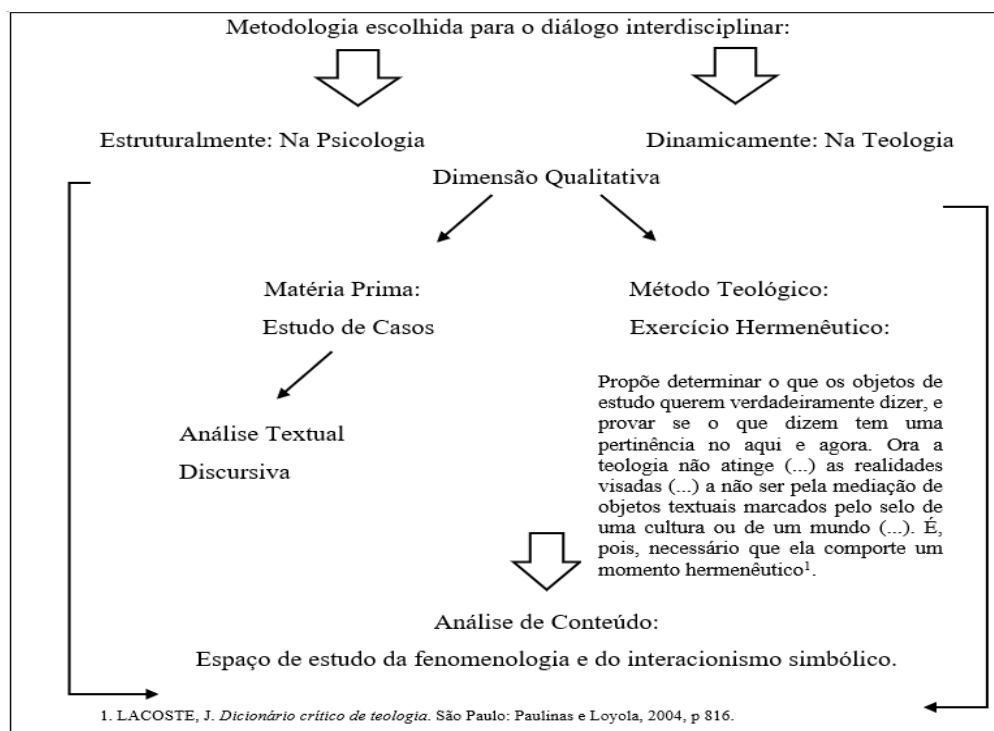 Metodologia escolhida para o diálogo interdisciplinar:
Estruturalmente: Na Psicologia
Dinamicamente: Na Teologia
Dimensão Qualitativa
Matéria Prima:
Estudo de Casos
Análise Textual
Discursiva
Método Teológico:
Exercício Hermenêutico:
Propõe determinar o que os objetos de
estudo querem verdadeiramente dizer, e
provar se o que dizem tem uma
pertinência no aqui e agora. Ora a
teologia não atinge (...) as realidades
visadas (...) a não ser pela mediação de
objetos textuais marcados pelo selo de
uma cultura ou de um mundo (...). É,
pois, necessário que ela comporte um
momento hermenêutico¹.
Análise de Conteúdo:
Espaço de estudo da fenomenologia e do interacionismo simbólico.
1. LACOSTE, J. Dicionário crítico de teologia. São Paulo: Paulinas e Loyola, 2004, p 816.